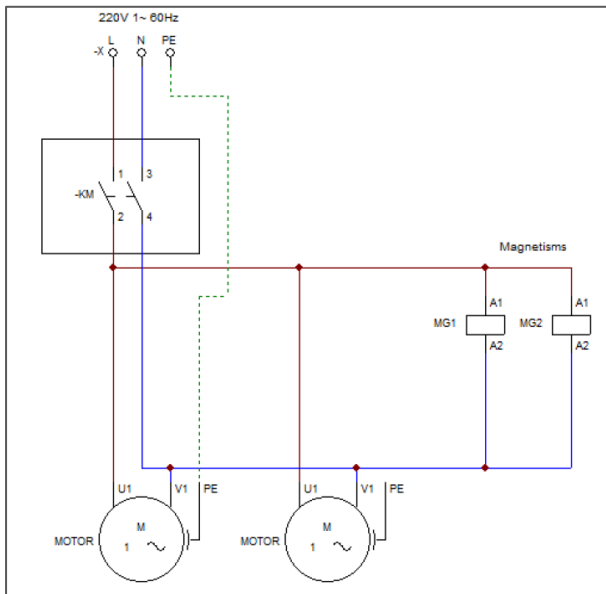 220V 1~ 60Hz
L N PE
-X
1 3
-KM
2 4
Magnetisms
A1 A1
MG1 MG2
A2 A2
U1 V1 PE U1 V1 PE
M M
MOTOR MOTOR
1 1